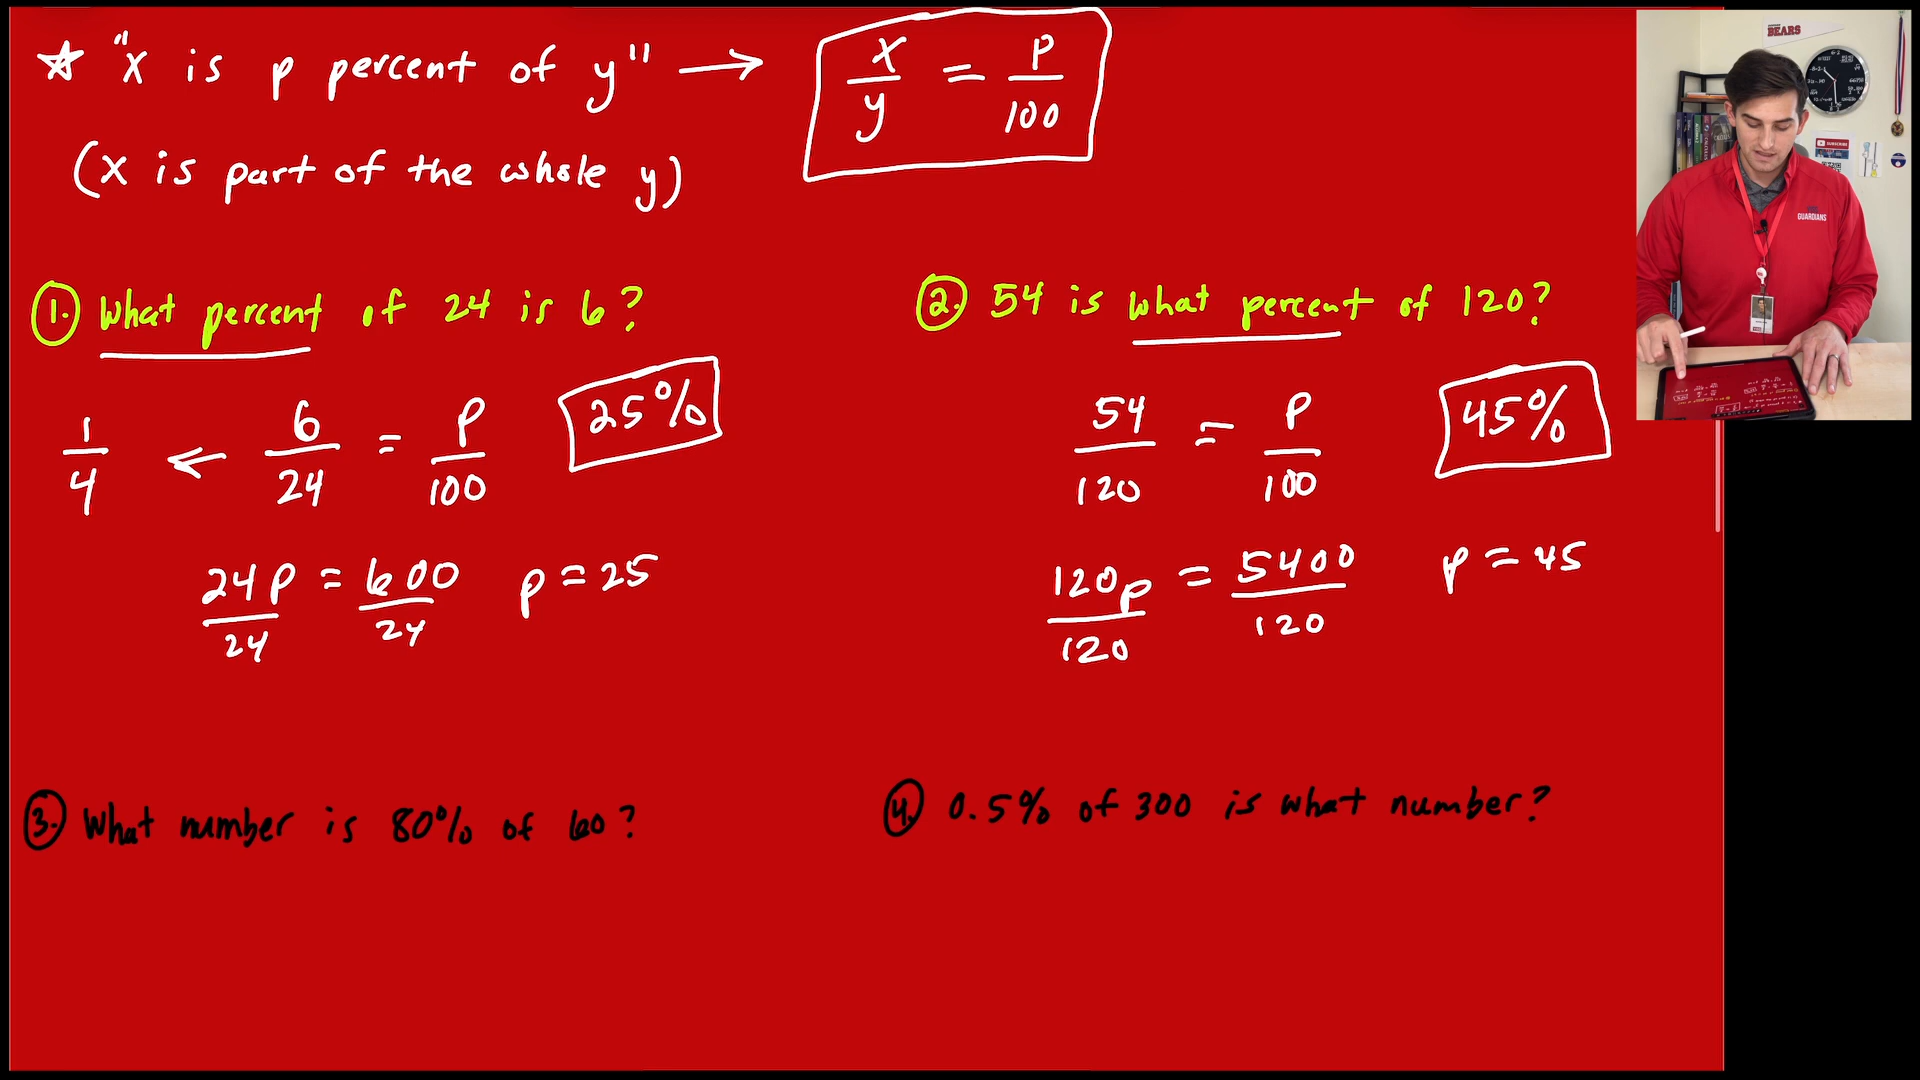 ☆ "x is p percent of y" → x/y = p/100
(x is part of the whole y)
1. What percent of 24 is 6?
1/4 ← 6/24 = p/100
25%
24p/24 = 600/24 p = 25
2. 54 is what percent of 120?
54/120 = p/100
45%
120p/120 = 5400/120 p = 45
3. What number is 80% of 60?
4. 0.5% of 300 is what number?
BEARS
GUARDIANS
SUBSCRIBE